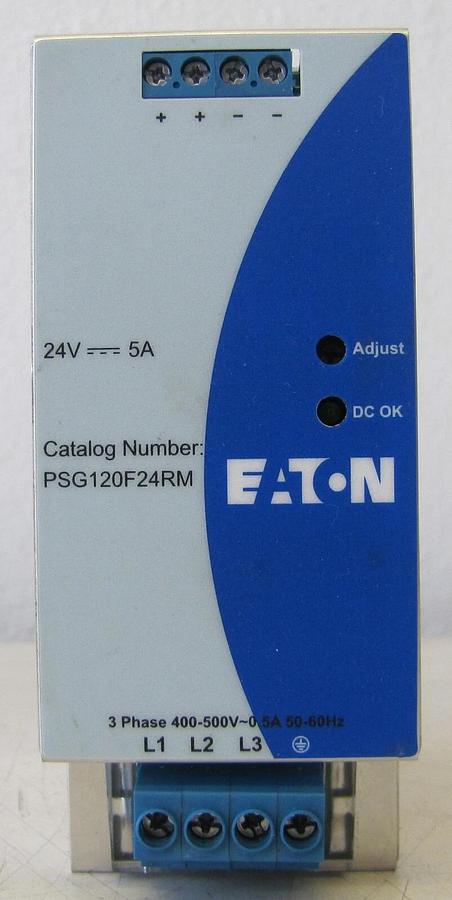 + + - -
24V ⎓ 5A
Adjust
DC OK
Catalog Number:
PSG120F24RM
EATON
3 Phase 400-500V~0.5A 50-60Hz
L1 L2 L3 ⏚